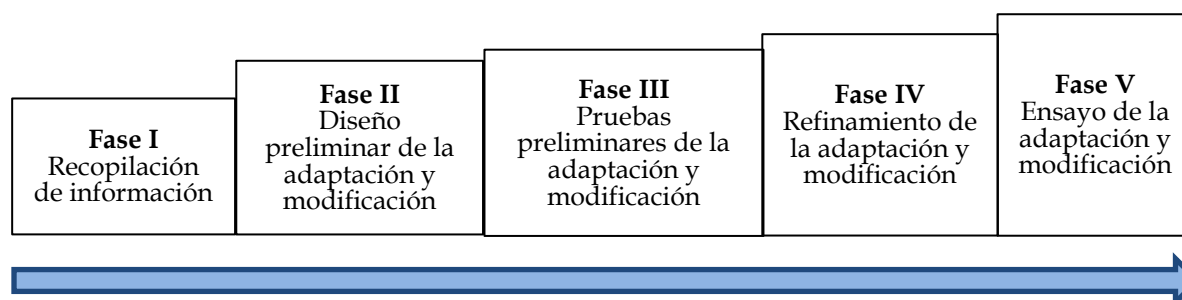 Fase I
Recopilación
de información
Fase II
Diseño
preliminar de la
adaptación y
modificación
Fase III
Pruebas
preliminares de la
adaptación y
modificación
Fase IV
Refinamiento de
la adaptación y
modificación
Fase V
Ensayo de la
adaptación y
modificación